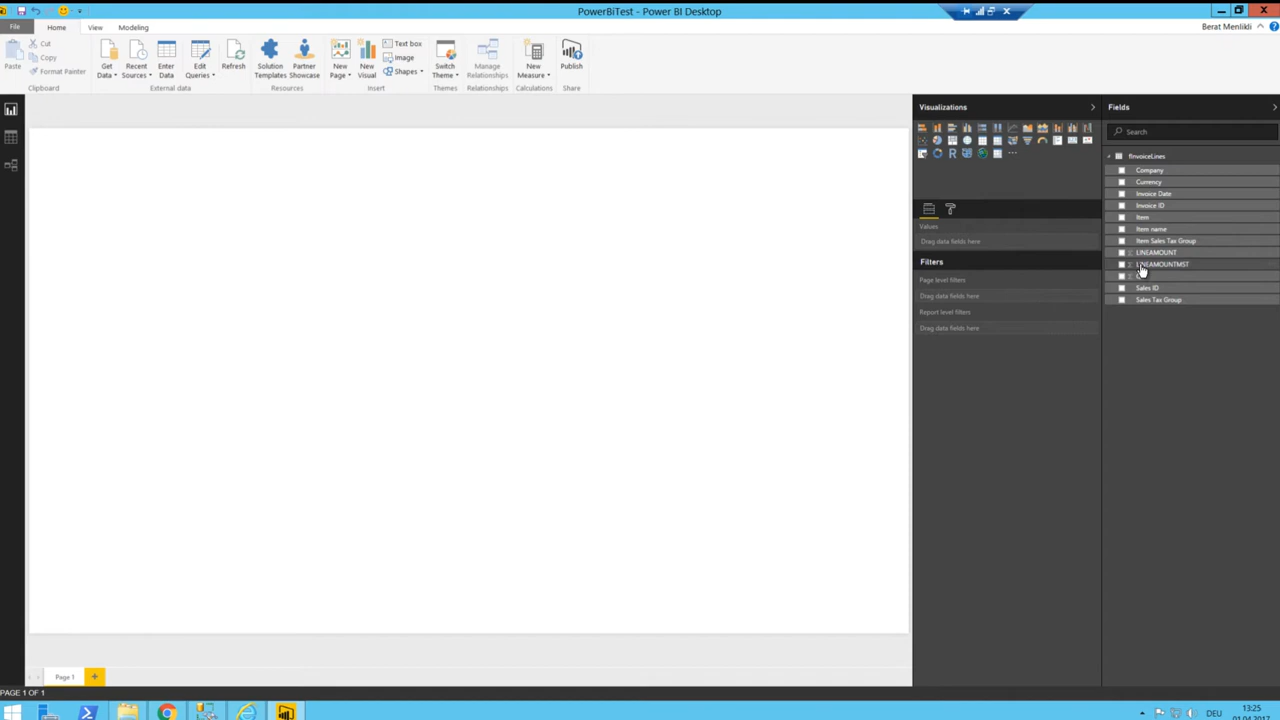 PowerBiTest - Power BI Desktop
File
Home
View
Modeling
Berat Menlikli
Paste
Cut
Copy
Format Painter
Clipboard
Get Data
Recent Sources
Enter Data
Edit Queries
Refresh
External data
Solution Templates
Partner Showcase
Resources
New Page
New Visual
Text box
Image
Shapes
Insert
Switch Theme
Themes
Manage Relationships
Relationships
New Measure
Calculations
Publish
Share
Visualizations
Values
Drag data fields here
Filters
Page level filters
Drag data fields here
Report level filters
Drag data fields here
Fields
Search
fInvoiceLines
Company
Currency
Invoice Date
Invoice ID
Item
Item name
Item Sales Tax Group
LINEAMOUNT
LINEAMOUNTMST
Sales ID
Sales Tax Group
Page 1
PAGE 1 OF 1
DEU
13:25
01.04.2017